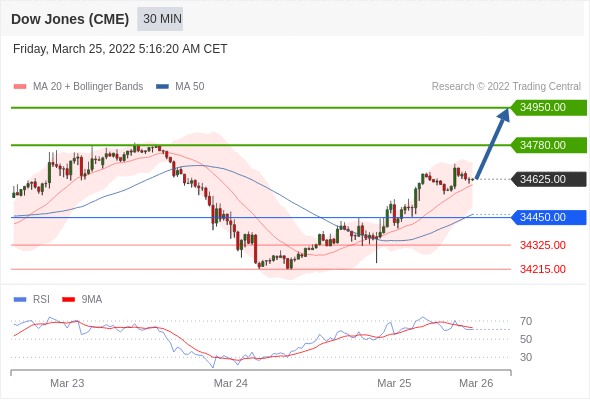 Dow Jones (CME) 30 MIN
Friday, March 25, 2022 5:16:20 AM CET
MA 20 + Bollinger Bands MA 50 Research © 2022 Trading Central
34950.00
34780.00
34625.00
34450.00
34325.00
34215.00
RSI 9MA
70
50
30
Mar 23 Mar 24 Mar 25 Mar 26